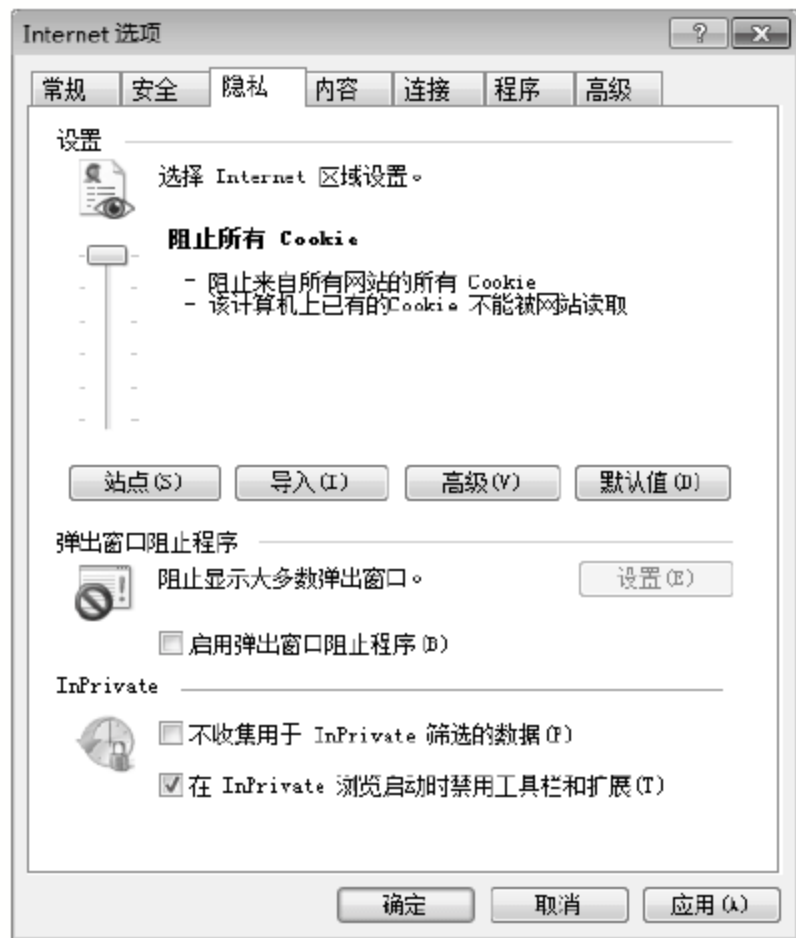 Internet 选项
常规 安全 隐私 内容 连接 程序 高级
设置
选择 Internet 区域设置。
阻止所有 Cookie
- 阻止来自所有网站的所有 Cookie
- 该计算机上已有的Cookie 不能被网站读取
站点(S) 导入(I) 高级(V) 默认值(D)
弹出窗口阻止程序
阻止显示大多数弹出窗口。 设置(E)
启用弹出窗口阻止程序(B)
InPrivate
不收集用于 InPrivate 筛选的数据(P)
在 InPrivate 浏览启动时禁用工具栏和扩展(T)
确定 取消 应用(A)